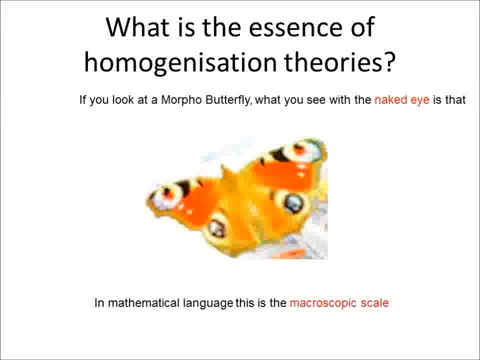 What is the essence of
homogenisation theories?
If you look at a Morpho Butterfly, what you see with the naked eye is that
In mathematical language this is the macroscopic scale